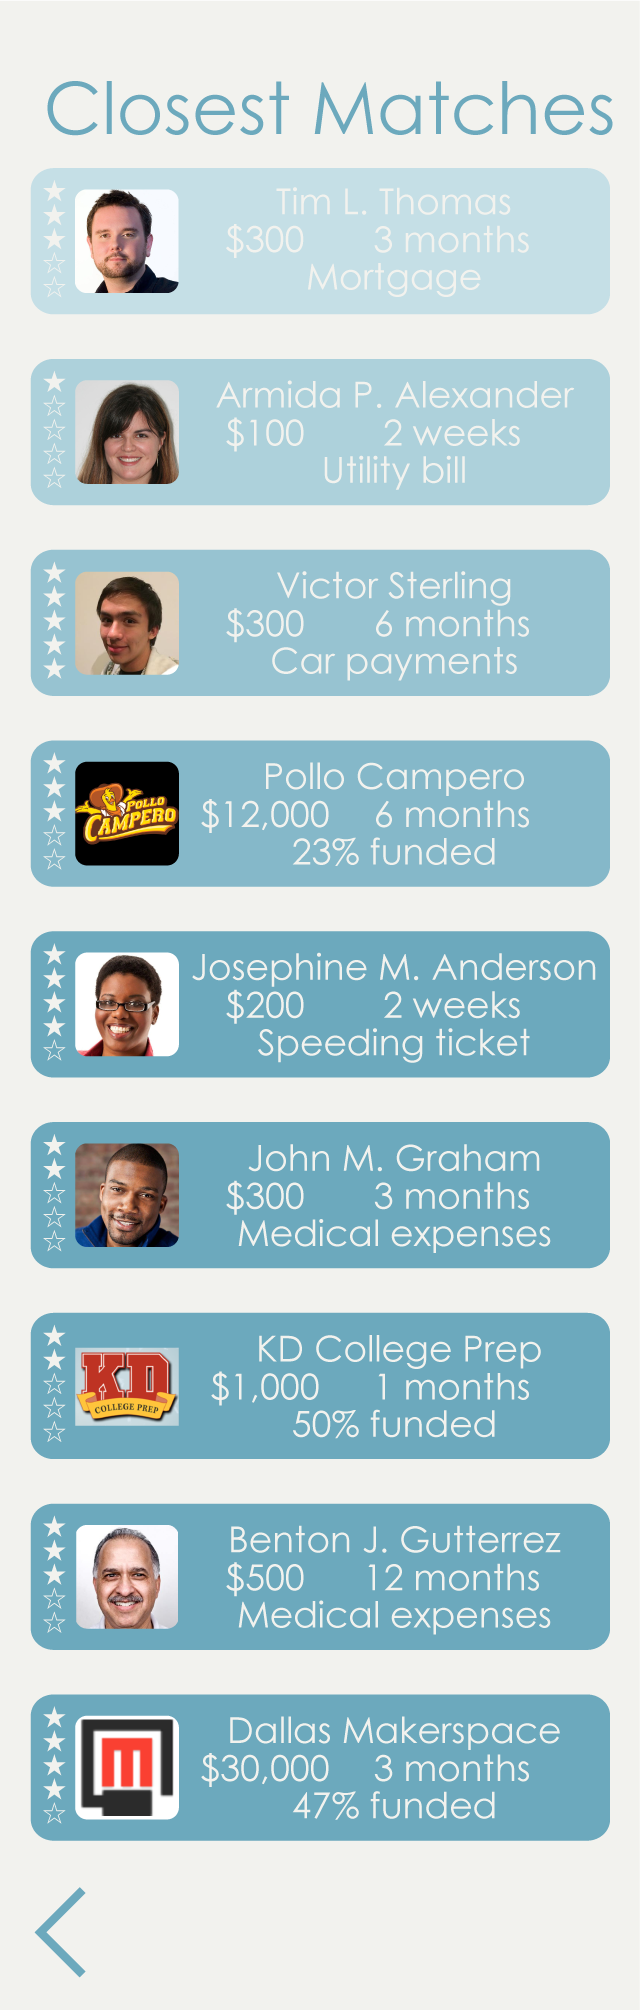 Closest Matches
Tim L. Thomas
$300 3 months
Mortgage
Armida P. Alexander
$100 2 weeks
Utility bill
Victor Sterling
$300 6 months
Car payments
Pollo Campero
$12,000 6 months
23% funded
POLLO
CAMPERO
Josephine M. Anderson
$200 2 weeks
Speeding ticket
John M. Graham
$300 3 months
Medical expenses
KD College Prep
$1,000 1 months
50% funded
KD
COLLEGE PREP
Benton J. Gutterrez
$500 12 months
Medical expenses
Dallas Makerspace
$30,000 3 months
47% funded
m